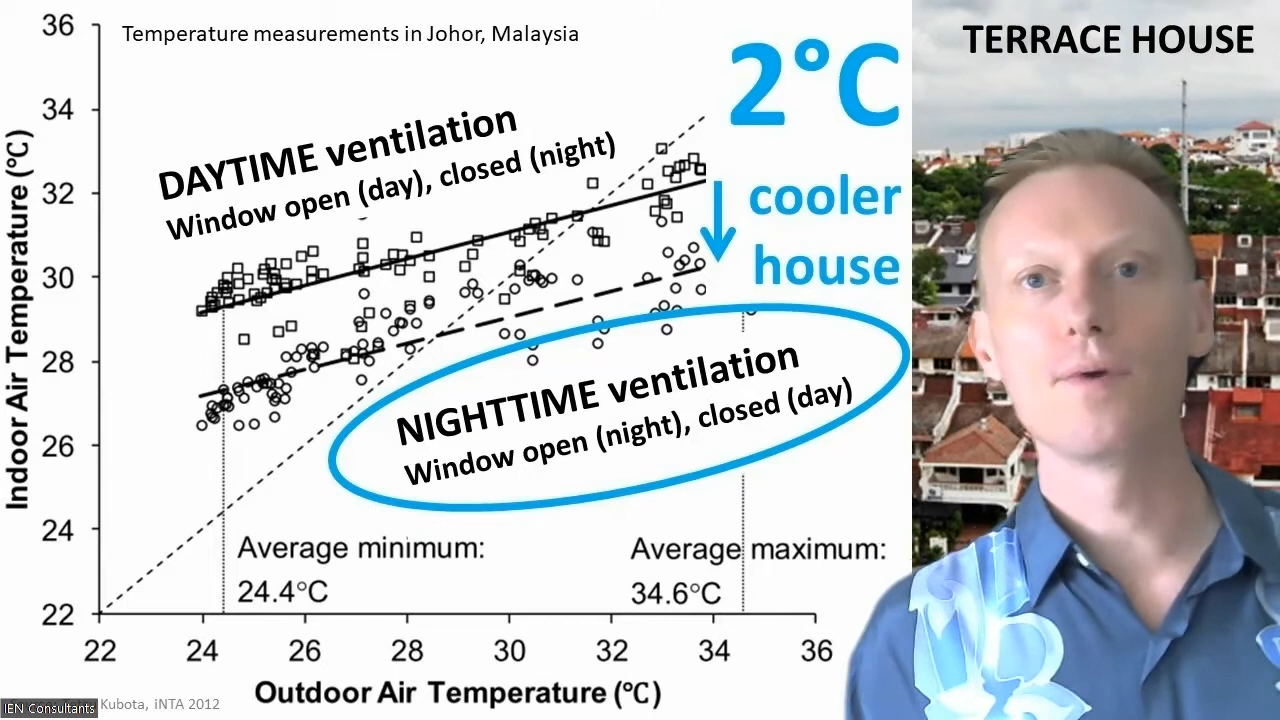 Temperature measurements in Johor, Malaysia
TERRACE HOUSE
2°C
cooler
house
DAYTIME ventilation
Window open (day), closed (night)
NIGHTTIME ventilation
Window open (night), closed (day)
Average minimum:
24.4°C
Average maximum:
34.6°C
Indoor Air Temperature (°C)
36
34
32
30
28
26
24
22
22 24 26 28 30 32 34 36
Outdoor Air Temperature (°C)
IEN Consultants
Kubota, iNTA 2012